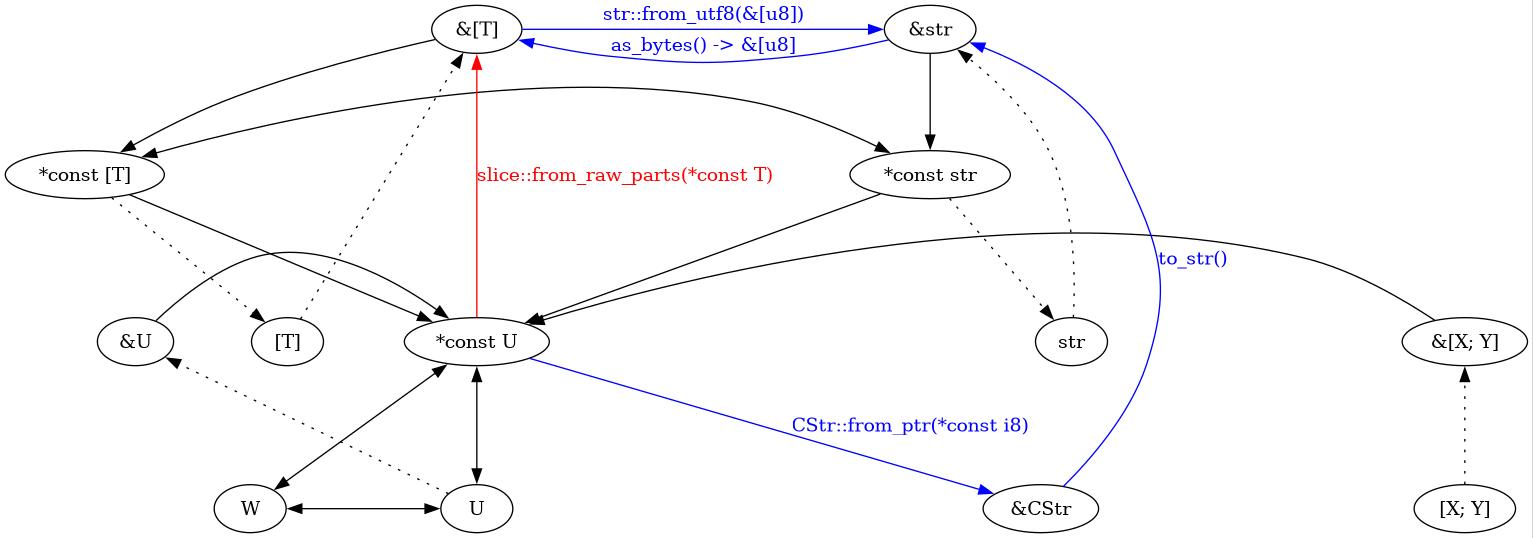 &[T]
str::from_utf8(&[u8])
&str
as_bytes() -> &[u8]
*const [T]
slice::from_raw_parts(*const T)
*const str
to_str()
&U
[T]
*const U
str
&[X; Y]
CStr::from_ptr(*const i8)
W
U
&CStr
[X; Y]